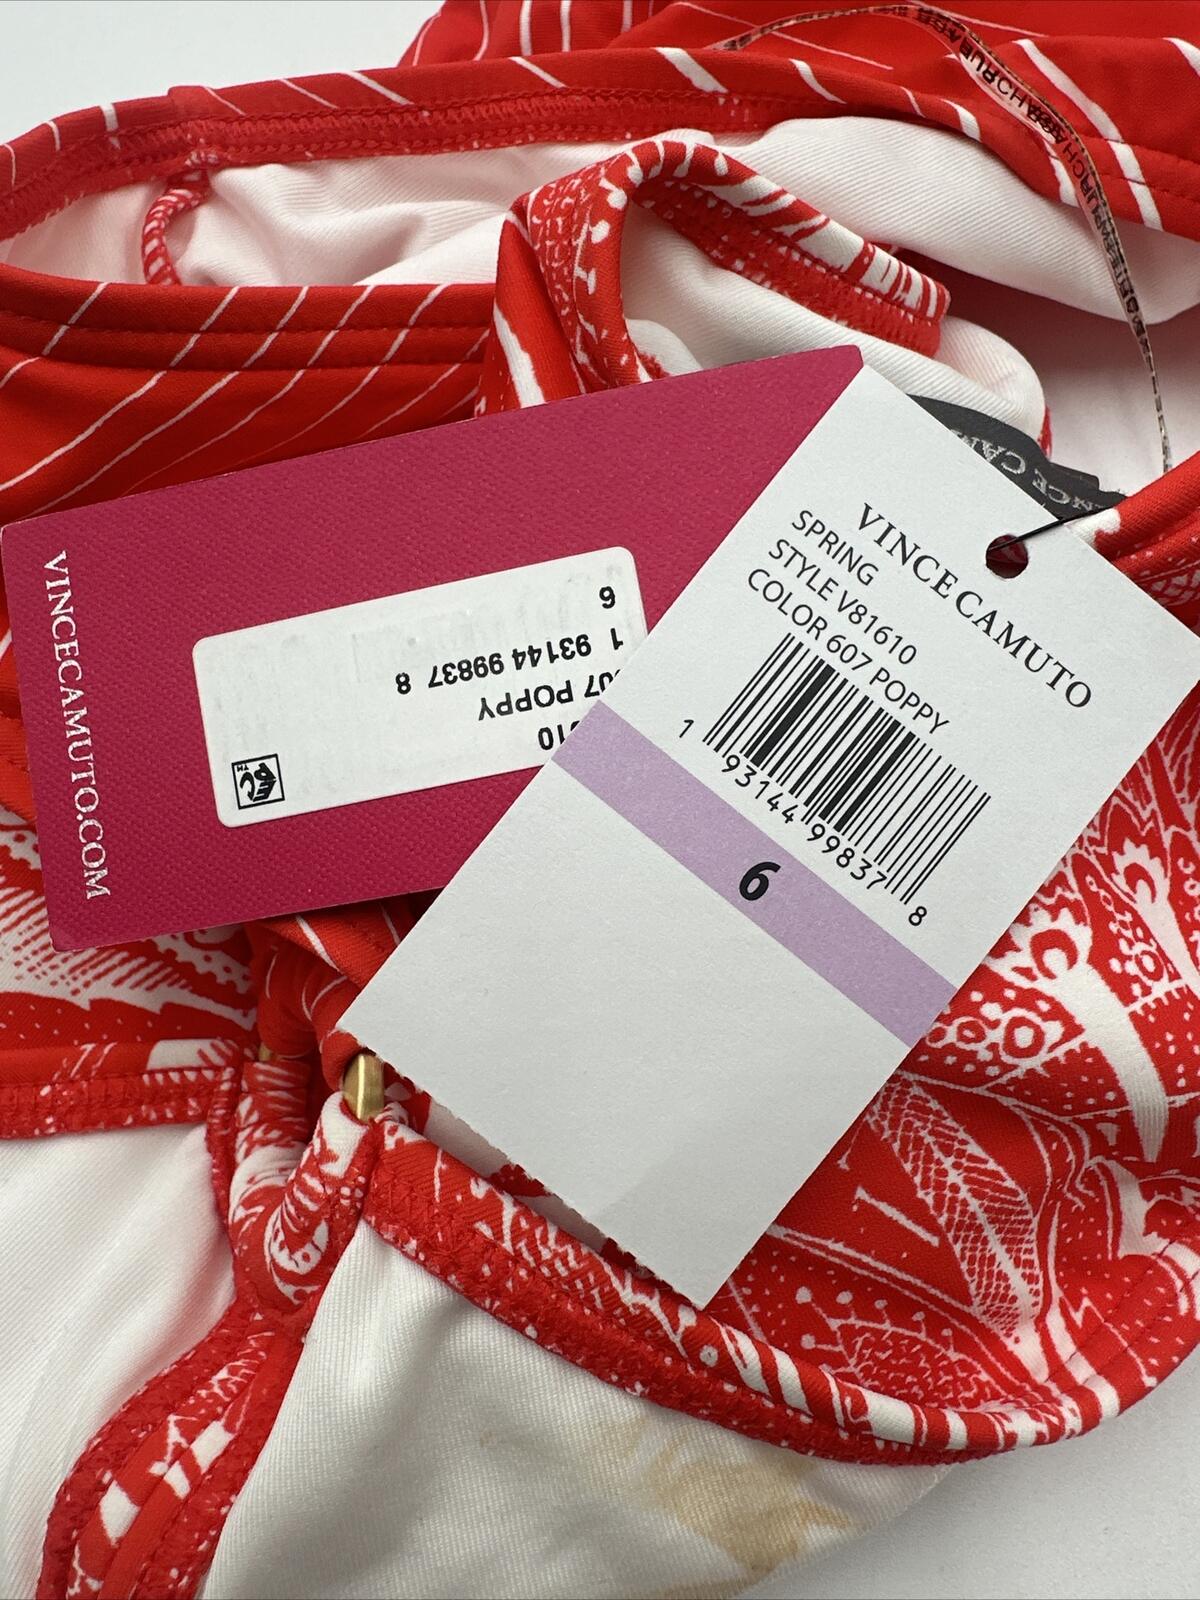 VINCE CAMUTO
SPRING
STYLE V81610
COLOR 607 POPPY
1 93144 99837 8
6
VINCECAMUTO.COM
10
07 POPPY
1 93144 99837 8
6